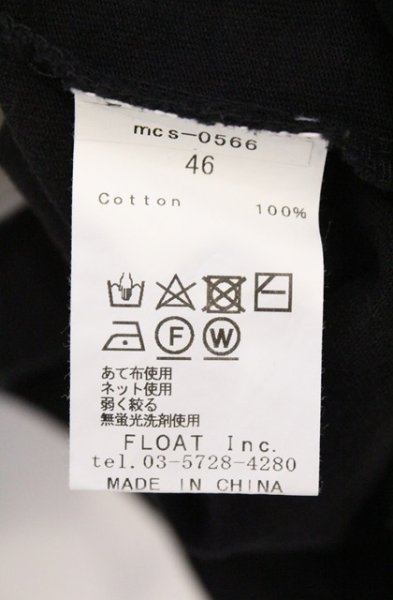 mcs-0566
46
Cotton 100%
F W
あて布使用
ネット使用
弱く絞る
無蛍光洗剤使用
FLOAT Inc.
tel.03-5728-4280
MADE IN CHINA